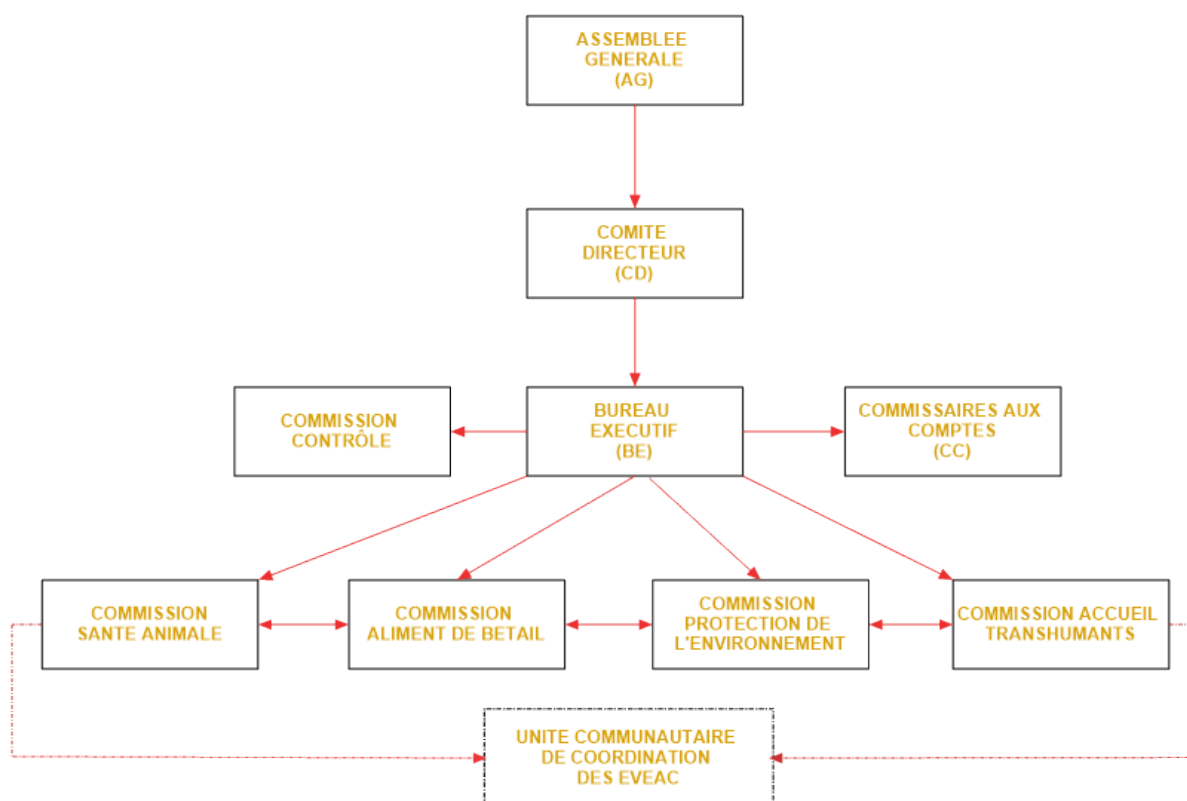 ASSEMBLEE
GENERALE
(AG)
COMITE
DIRECTEUR
(CD)
COMMISSION
CONTRÔLE
BUREAU
EXECUTIF
(BE)
COMMISSAIRES AUX
COMPTES
(CC)
COMMISSION
SANTE ANIMALE
COMMISSION
ALIMENT DE BETAIL
COMMISSION
PROTECTION DE
L'ENVIRONNEMENT
COMMISSION ACCUEIL
TRANSHUMANTS
UNITE COMMUNAUTAIRE
DE COORDINATION
DES EVEAC